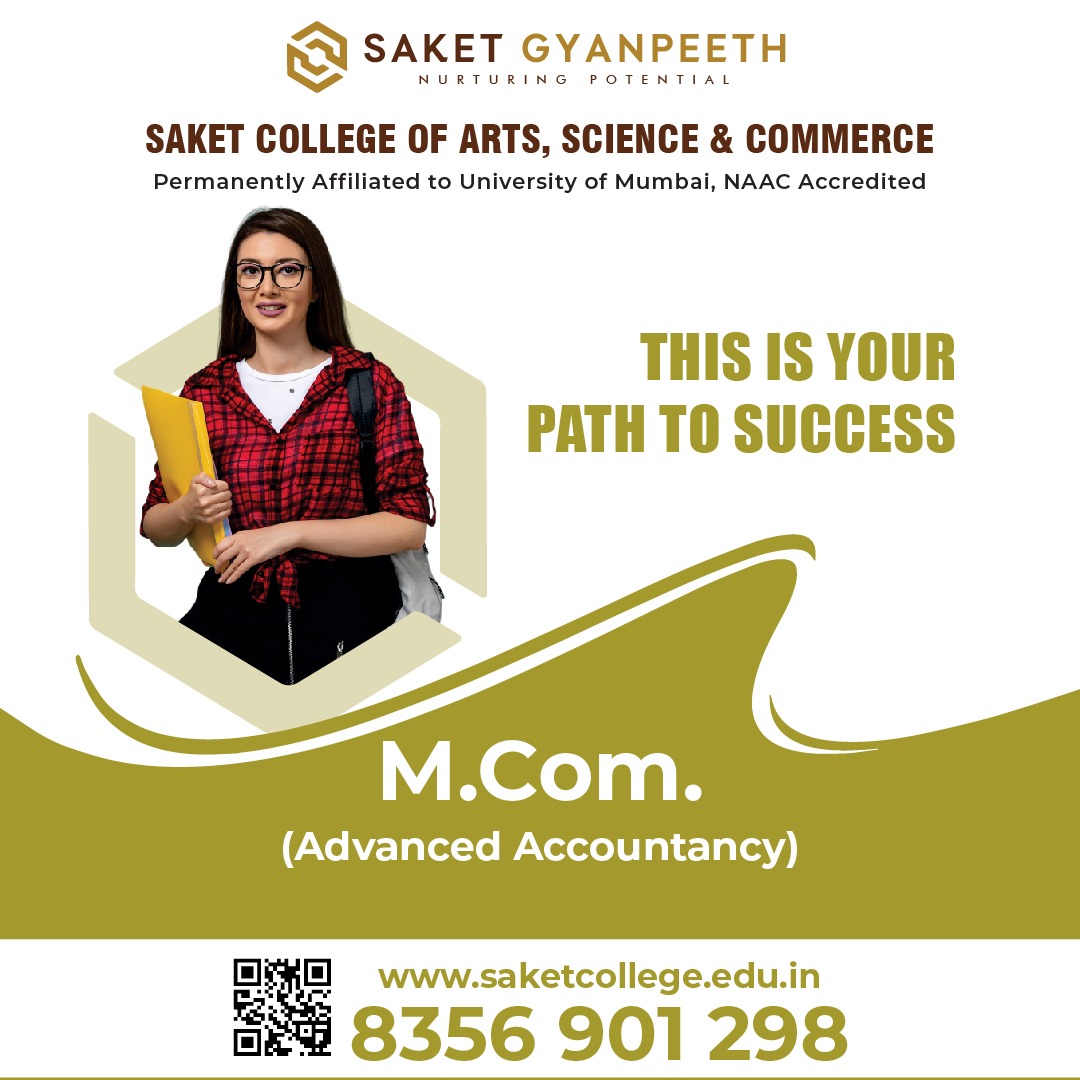 SAKET GYANPEETH
NURTURING POTENTIAL
SAKET COLLEGE OF ARTS, SCIENCE & COMMERCE
Permanently Affiliated to University of Mumbai, NAAC Accredited
THIS IS YOUR
PATH TO SUCCESS
M.Com.
(Advanced Accountancy)
www.saketcollege.edu.in
8356 901 298